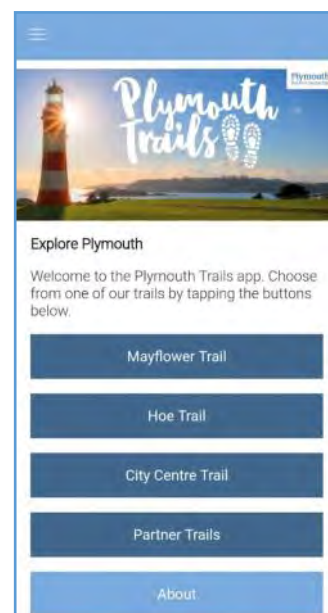 Plymouth
Plymouth
Trails
Explore Plymouth
Welcome to the Plymouth Trails app. Choose
from one of our trails by tapping the buttons
below.
Mayflower Trail
Hoe Trail
City Centre Trail
Partner Trails
About